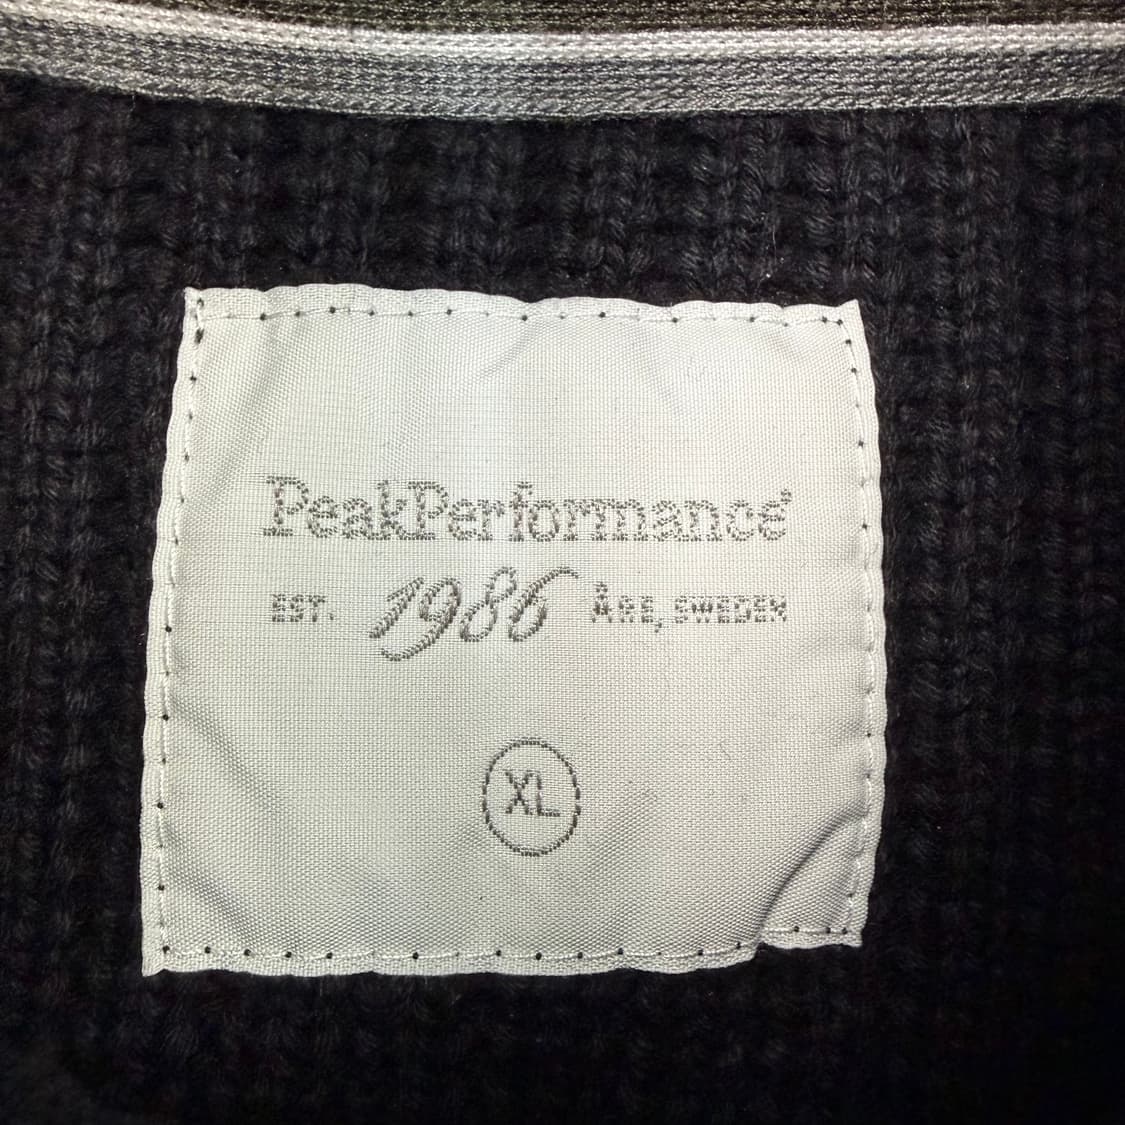 PeakPerformance®
EST. 1986 ÅRE, SWEDEN
XL